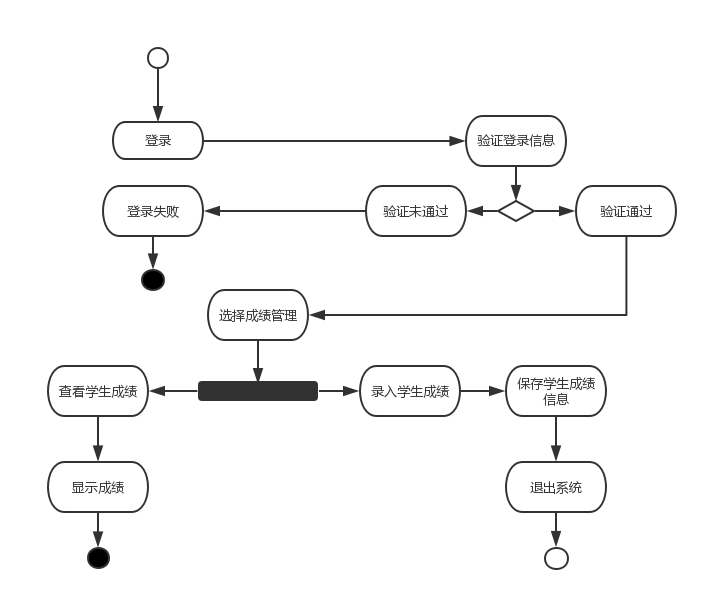 登录
验证登录信息
登录失败
验证未通过
验证通过
选择成绩管理
查看学生成绩
录入学生成绩
保存学生成绩
信息
显示成绩
退出系统